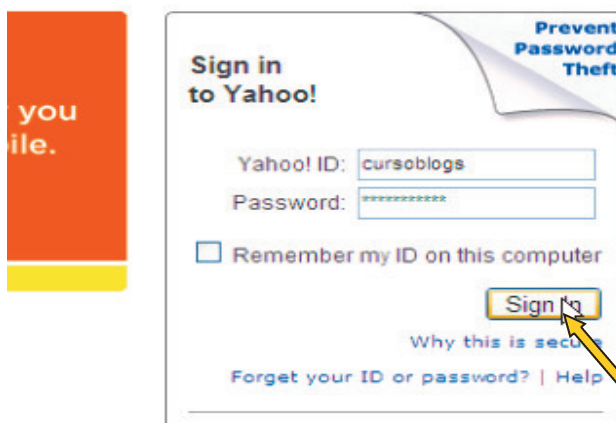 you
ile.
Prevent
Password
Theft
Sign in
to Yahoo!
Yahoo! ID: cursoblogs
Password: ***********
Remember my ID on this computer
Sign In
Why this is secure
Forget your ID or password? | Help